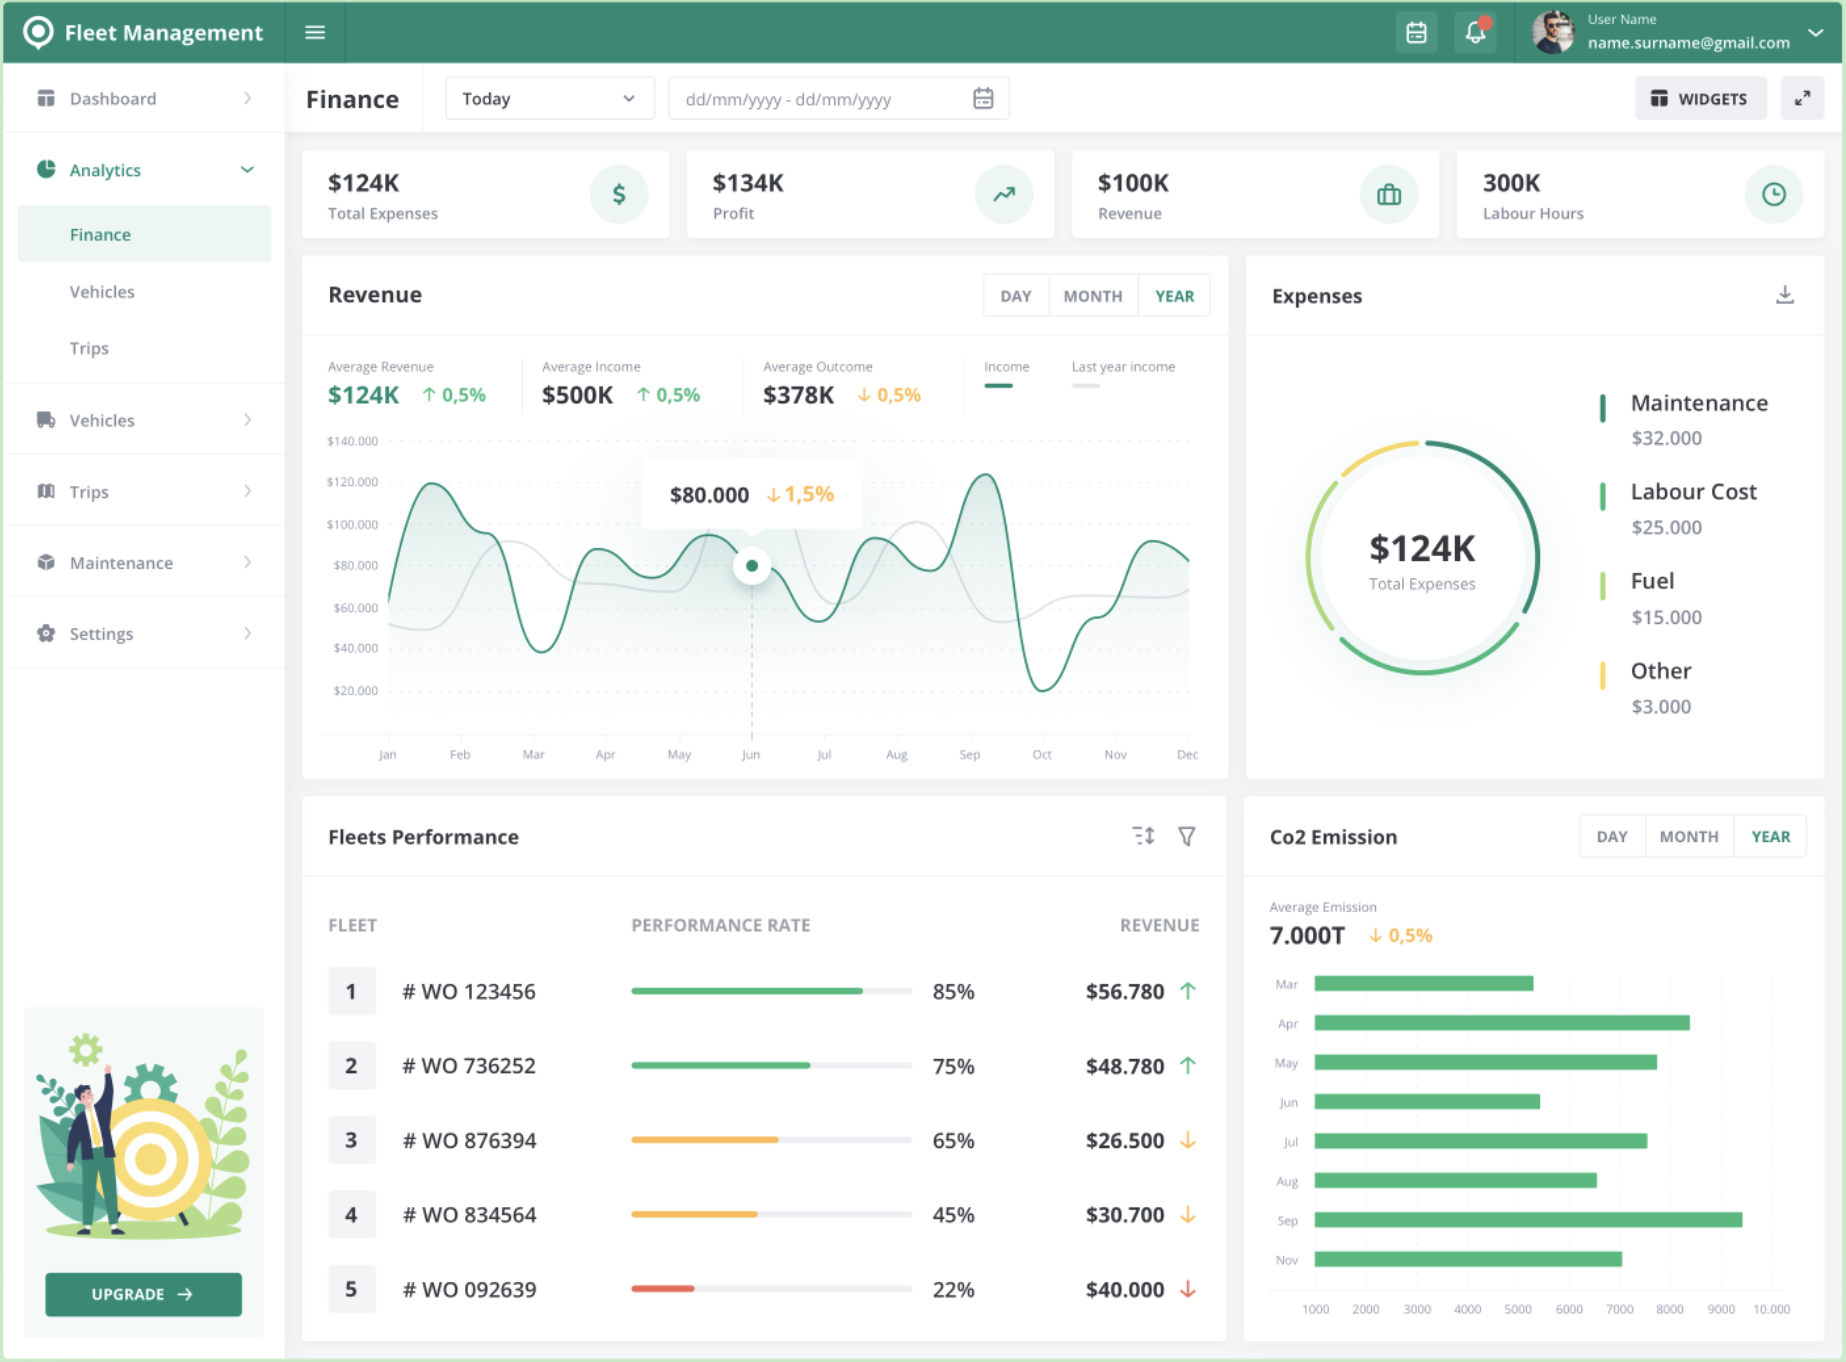 Fleet Management
User Name
name.surname@gmail.com
Dashboard
Analytics
Finance
Vehicles
Trips
Vehicles
Trips
Maintenance
Settings
UPGRADE
Finance
Today
dd/mm/yyyy - dd/mm/yyyy
WIDGETS
$124K
Total Expenses
$134K
Profit
$100K
Revenue
300K
Labour Hours
Revenue
DAY MONTH YEAR
Average Revenue
$124K ↑ 0,5%
Average Income
$500K ↑ 0,5%
Average Outcome
$378K ↓ 0,5%
Income
Last year income
$140.000
$120.000
$100.000
$80.000
$60.000
$40.000
$20.000
$80.000 ↓ 1,5%
Jan Feb Mar Apr May Jun Jul Aug Sep Oct Nov Dec
Expenses
$124K
Total Expenses
Maintenance
$32.000
Labour Cost
$25.000
Fuel
$15.000
Other
$3.000
Fleets Performance
FLEET PERFORMANCE RATE REVENUE
1 # WO 123456 85% $56.780 ↑
2 # WO 736252 75% $48.780 ↑
3 # WO 876394 65% $26.500 ↓
4 # WO 834564 45% $30.700 ↓
5 # WO 092639 22% $40.000 ↓
Co2 Emission
DAY MONTH YEAR
Average Emission
7.000T ↓ 0,5%
Mar
Apr
May
Jun
Jul
Aug
Sep
Nov
1000 2000 3000 4000 5000 6000 7000 8000 9000 10.000